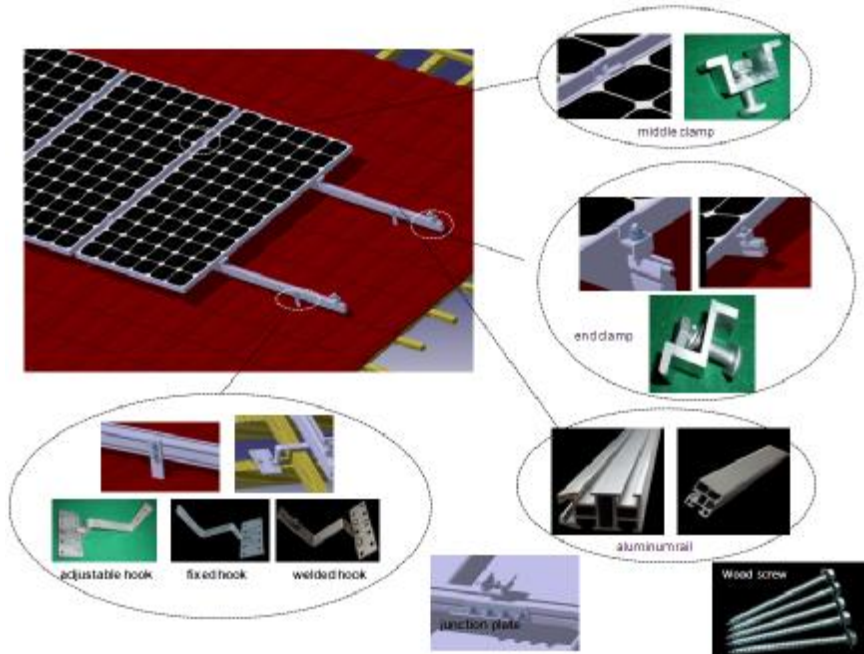 middle clamp
end clamp
adjustable hook
fixed hook
welded hook
aluminum rail
junction plate
Wood screw